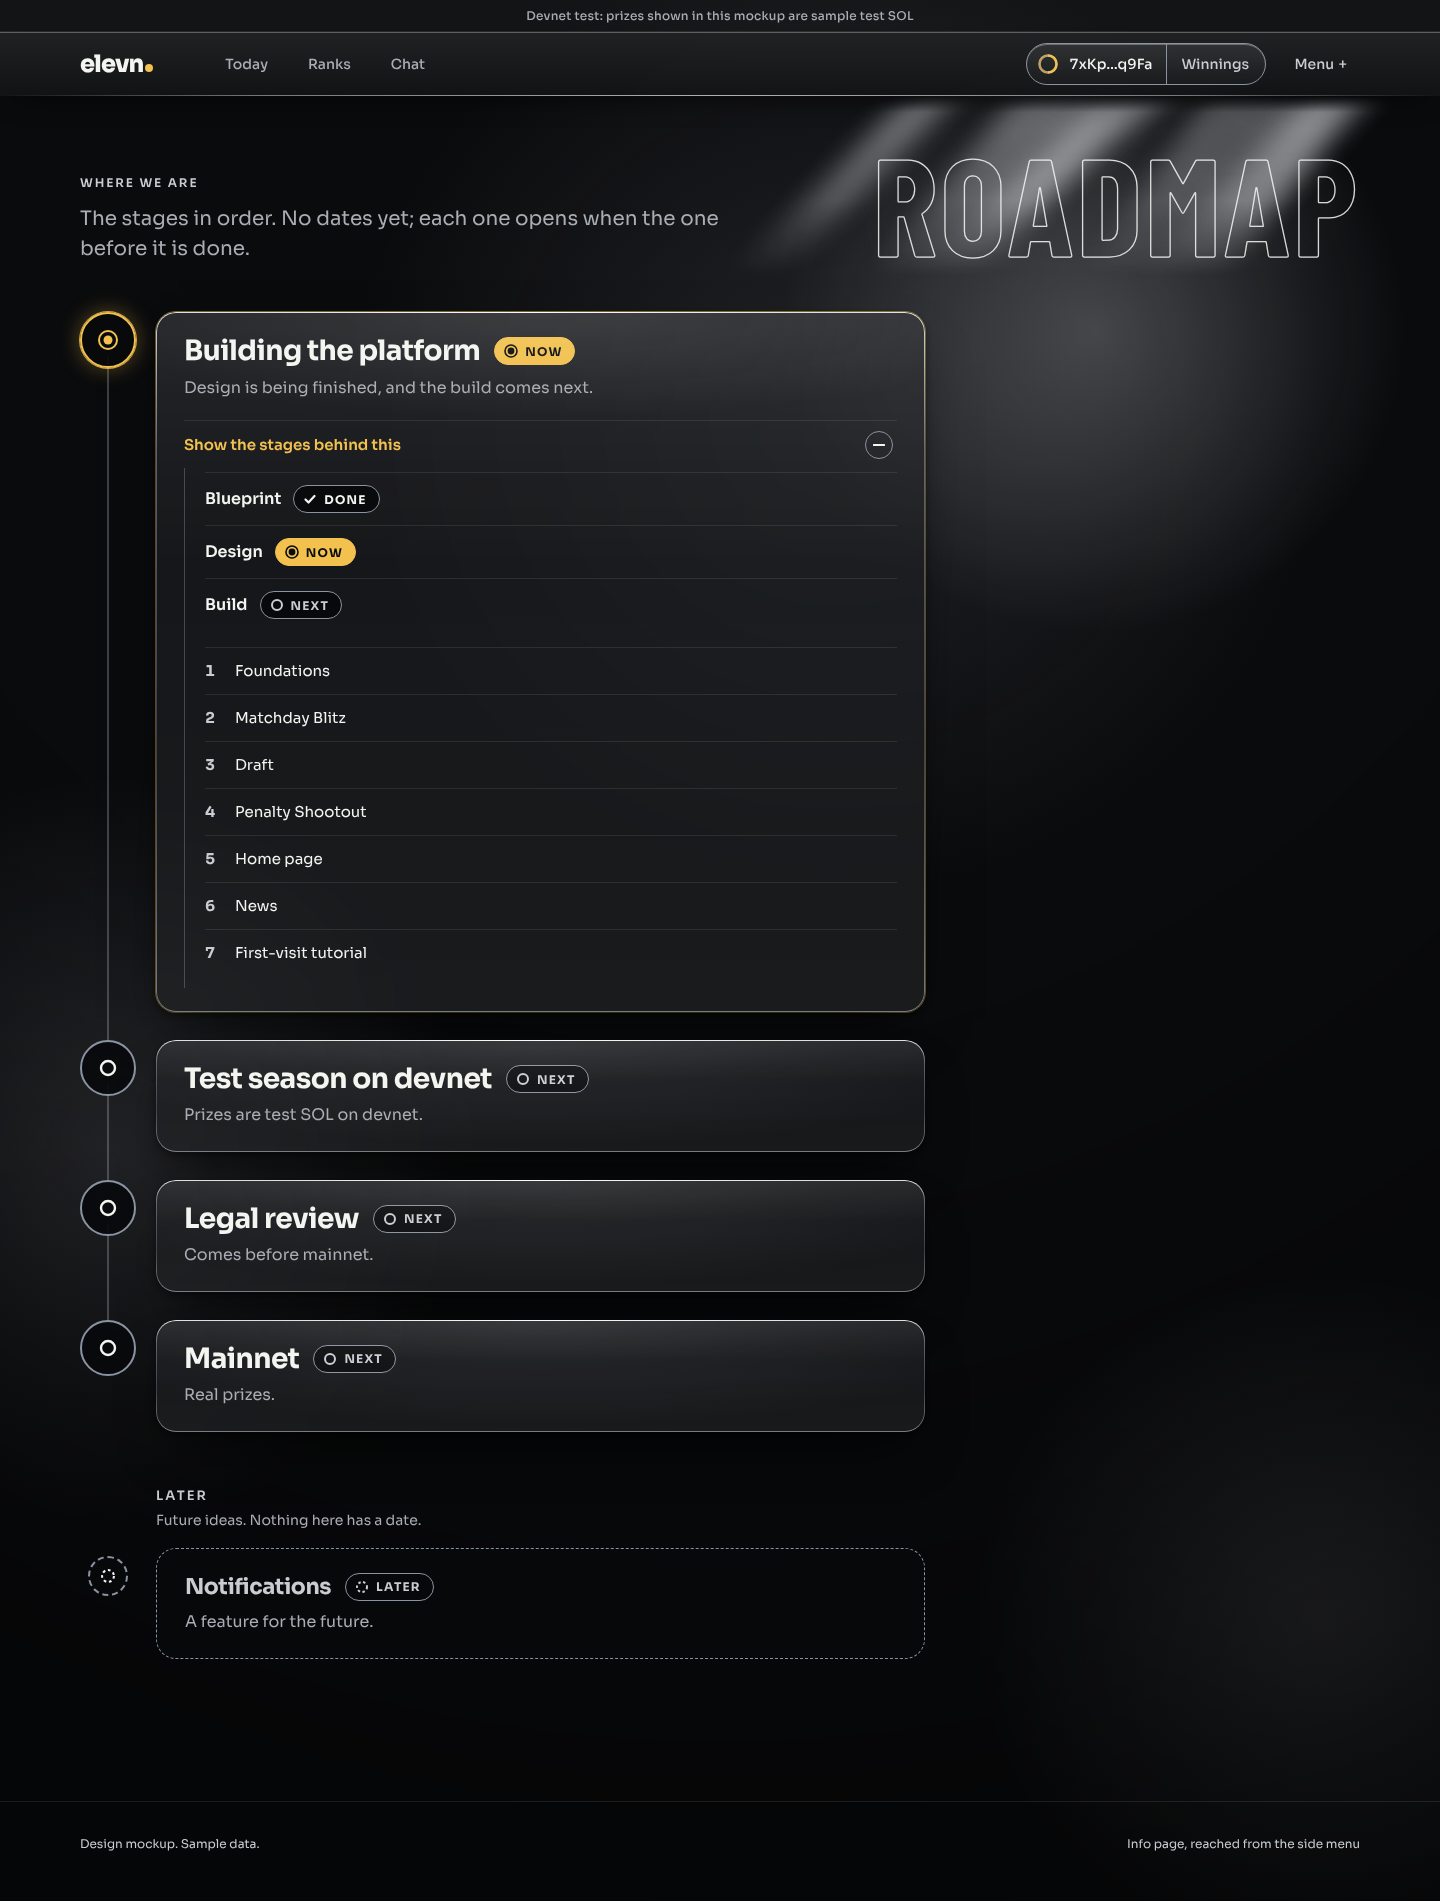 Devnet test: prizes shown in this mockup are sample test SOL
elevn.
Today
Ranks
Chat
7xKp...q9Fa
Winnings
Menu +
WHERE WE ARE
The stages in order. No dates yet; each one opens when the one
before it is done.
ROADMAP
Building the platform
NOW
Design is being finished, and the build comes next.
Show the stages behind this
Blueprint
DONE
Design
NOW
Build
NEXT
1 Foundations
2 Matchday Blitz
3 Draft
4 Penalty Shootout
5 Home page
6 News
7 First-visit tutorial
Test season on devnet
NEXT
Prizes are test SOL on devnet.
Legal review
NEXT
Comes before mainnet.
Mainnet
NEXT
Real prizes.
LATER
Future ideas. Nothing here has a date.
Notifications
LATER
A feature for the future.
Design mockup. Sample data.
Info page, reached from the side menu